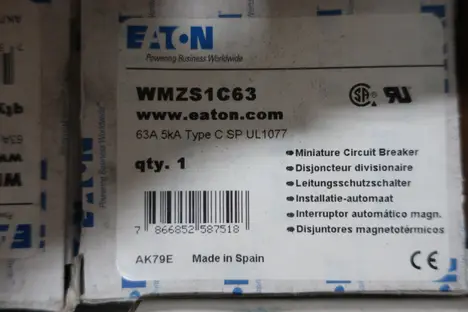 EATON
Powering Business Worldwide
WMZS1C63
www.eaton.com
63A 5kA Type C SP UL1077
qty. 1
Miniature Circuit Breaker
Disjoncteur divisionaire
Leitungsschutzschalter
Installatie-automaat
Interruptor automático magn.
Disjuntores magnetotérmicos
7 866852 587518
AK79E Made in Spain
CE